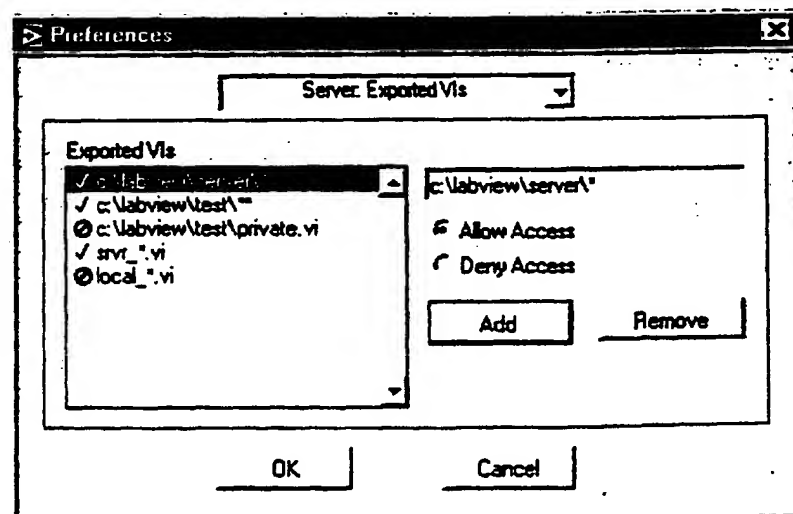 Preferences
Server: Exported VIs
Exported VIs
✓ c:\labview\server\*
✓ c:\labview\test\**
⊘ c:\labview\test\private.vi
✓ srvr_*.vi
⊘ local_*.vi
c:\labview\server\*
Allow Access
Deny Access
Add
Remove
OK
Cancel